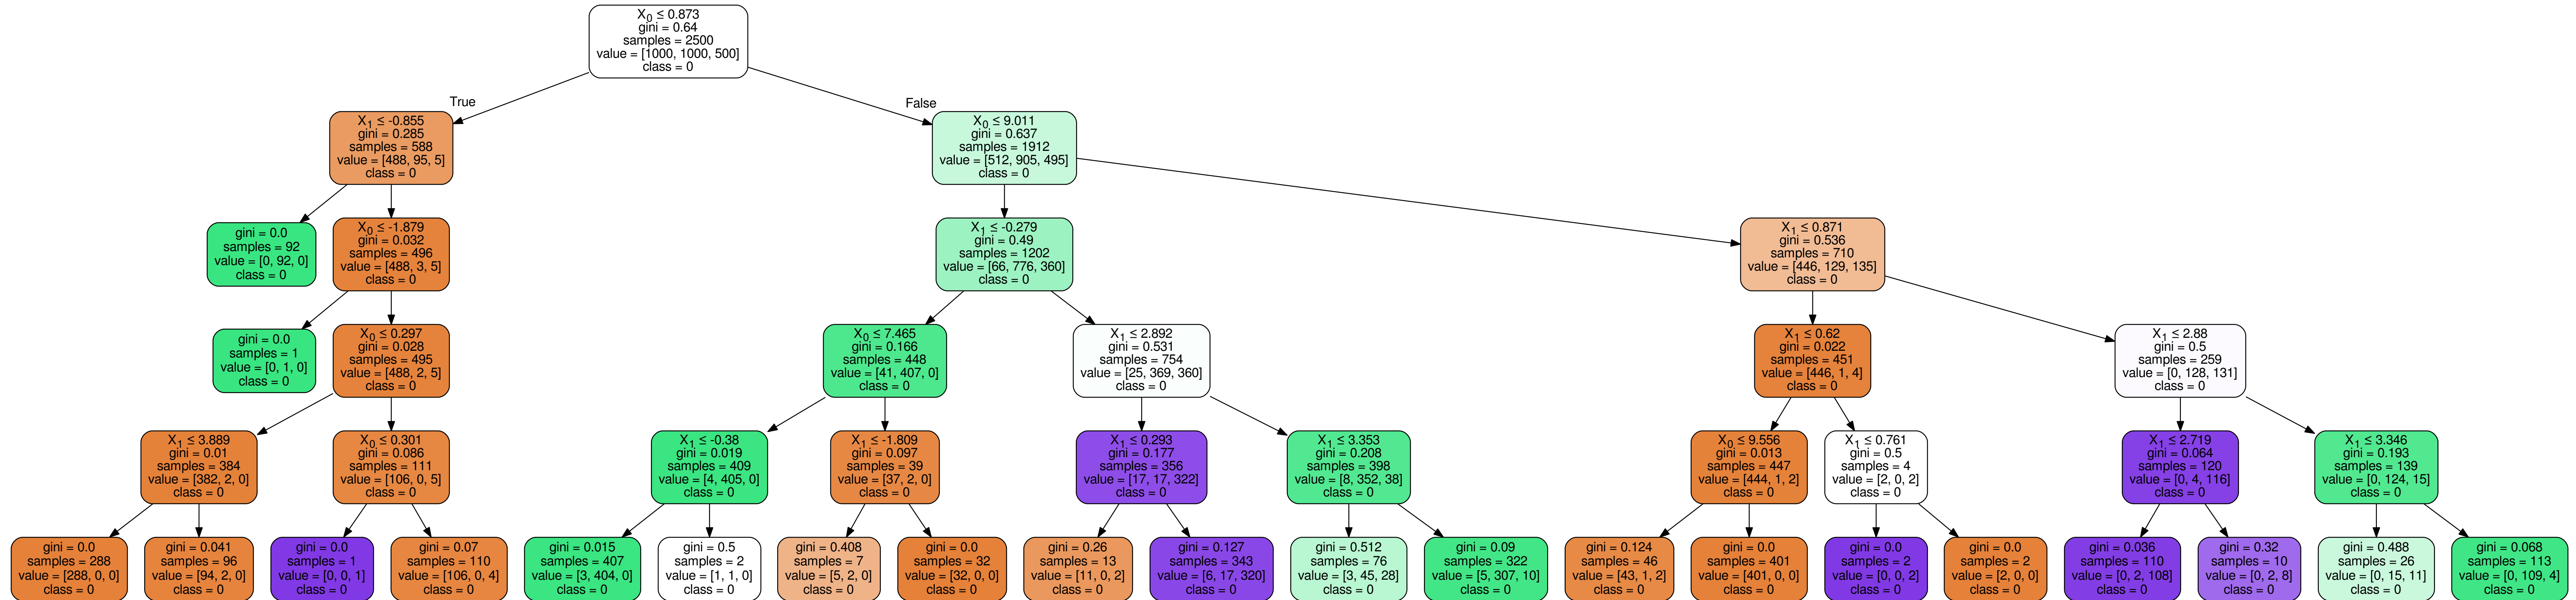 X0 ≤ 0.873
gini = 0.64
samples = 2500
value = [1000, 1000, 500]
class = 0
True
False
X1 ≤ -0.855
gini = 0.285
samples = 588
value = [488, 95, 5]
class = 0
X0 ≤ 9.011
gini = 0.637
samples = 1912
value = [512, 905, 495]
class = 0
gini = 0.0
samples = 92
value = [0, 92, 0]
class = 0
X0 ≤ -1.879
gini = 0.032
samples = 496
value = [488, 3, 5]
class = 0
X1 ≤ -0.279
gini = 0.49
samples = 1202
value = [66, 776, 360]
class = 0
X1 ≤ 0.871
gini = 0.536
samples = 710
value = [446, 129, 135]
class = 0
gini = 0.0
samples = 1
value = [0, 1, 0]
class = 0
X0 ≤ 0.297
gini = 0.028
samples = 495
value = [488, 2, 5]
class = 0
X0 ≤ 7.465
gini = 0.166
samples = 448
value = [41, 407, 0]
class = 0
X1 ≤ 2.892
gini = 0.531
samples = 754
value = [25, 369, 360]
class = 0
X1 ≤ 0.62
gini = 0.022
samples = 451
value = [446, 1, 4]
class = 0
X1 ≤ 2.88
gini = 0.5
samples = 259
value = [0, 128, 131]
class = 0
X1 ≤ 3.889
gini = 0.01
samples = 384
value = [382, 2, 0]
class = 0
X0 ≤ 0.301
gini = 0.086
samples = 111
value = [106, 0, 5]
class = 0
X1 ≤ -0.38
gini = 0.019
samples = 409
value = [4, 405, 0]
class = 0
X1 ≤ -1.809
gini = 0.097
samples = 39
value = [37, 2, 0]
class = 0
X1 ≤ 0.293
gini = 0.177
samples = 356
value = [17, 17, 322]
class = 0
X1 ≤ 3.353
gini = 0.208
samples = 398
value = [8, 352, 38]
class = 0
X0 ≤ 9.556
gini = 0.013
samples = 447
value = [444, 1, 2]
class = 0
X1 ≤ 0.761
gini = 0.5
samples = 4
value = [2, 0, 2]
class = 0
X1 ≤ 2.719
gini = 0.064
samples = 120
value = [0, 4, 116]
class = 0
X1 ≤ 3.346
gini = 0.193
samples = 139
value = [0, 124, 15]
class = 0
gini = 0.0
samples = 288
value = [288, 0, 0]
class = 0
gini = 0.041
samples = 96
value = [94, 2, 0]
class = 0
gini = 0.0
samples = 1
value = [0, 0, 1]
class = 0
gini = 0.07
samples = 110
value = [106, 0, 4]
class = 0
gini = 0.015
samples = 407
value = [3, 404, 0]
class = 0
gini = 0.5
samples = 2
value = [1, 1, 0]
class = 0
gini = 0.408
samples = 7
value = [5, 2, 0]
class = 0
gini = 0.0
samples = 32
value = [32, 0, 0]
class = 0
gini = 0.26
samples = 13
value = [11, 0, 2]
class = 0
gini = 0.127
samples = 343
value = [6, 17, 320]
class = 0
gini = 0.512
samples = 76
value = [3, 45, 28]
class = 0
gini = 0.09
samples = 322
value = [5, 307, 10]
class = 0
gini = 0.124
samples = 46
value = [43, 1, 2]
class = 0
gini = 0.0
samples = 401
value = [401, 0, 0]
class = 0
gini = 0.0
samples = 2
value = [0, 0, 2]
class = 0
gini = 0.0
samples = 2
value = [2, 0, 0]
class = 0
gini = 0.036
samples = 110
value = [0, 2, 108]
class = 0
gini = 0.32
samples = 10
value = [0, 2, 8]
class = 0
gini = 0.488
samples = 26
value = [0, 15, 11]
class = 0
gini = 0.068
samples = 113
value = [0, 109, 4]
class = 0